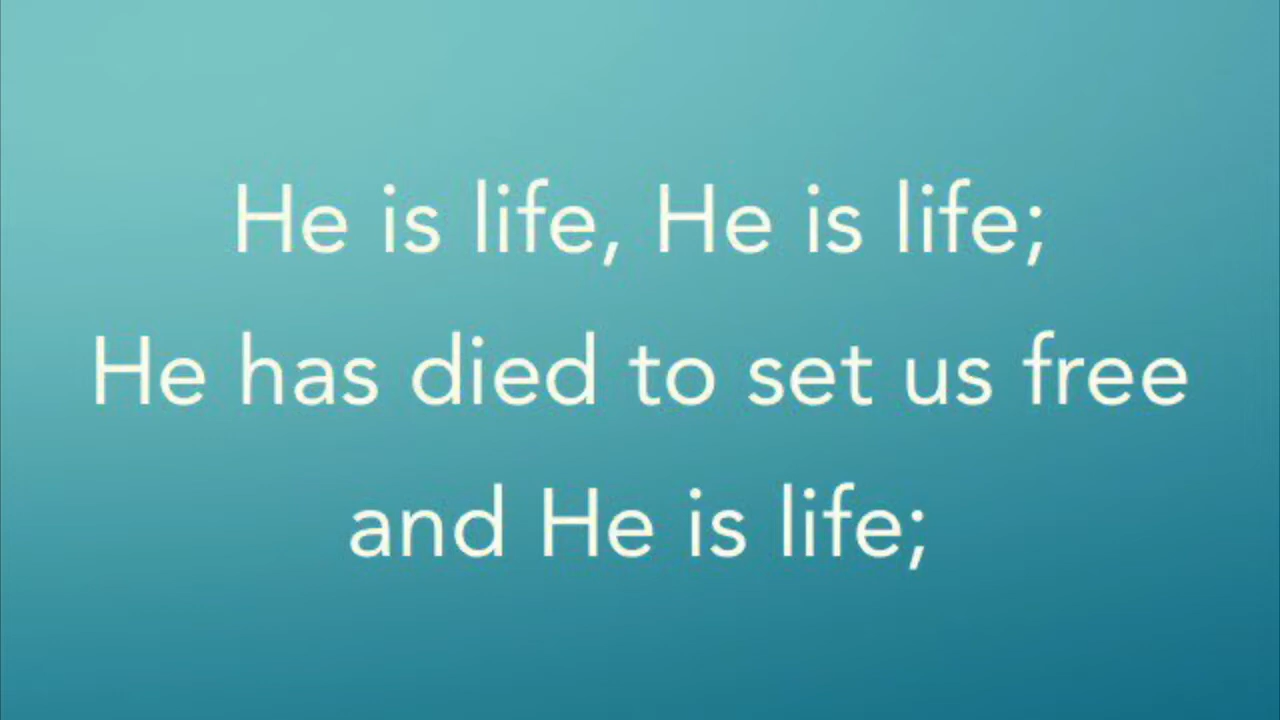 He is life, He is life;
He has died to set us free
and He is life;